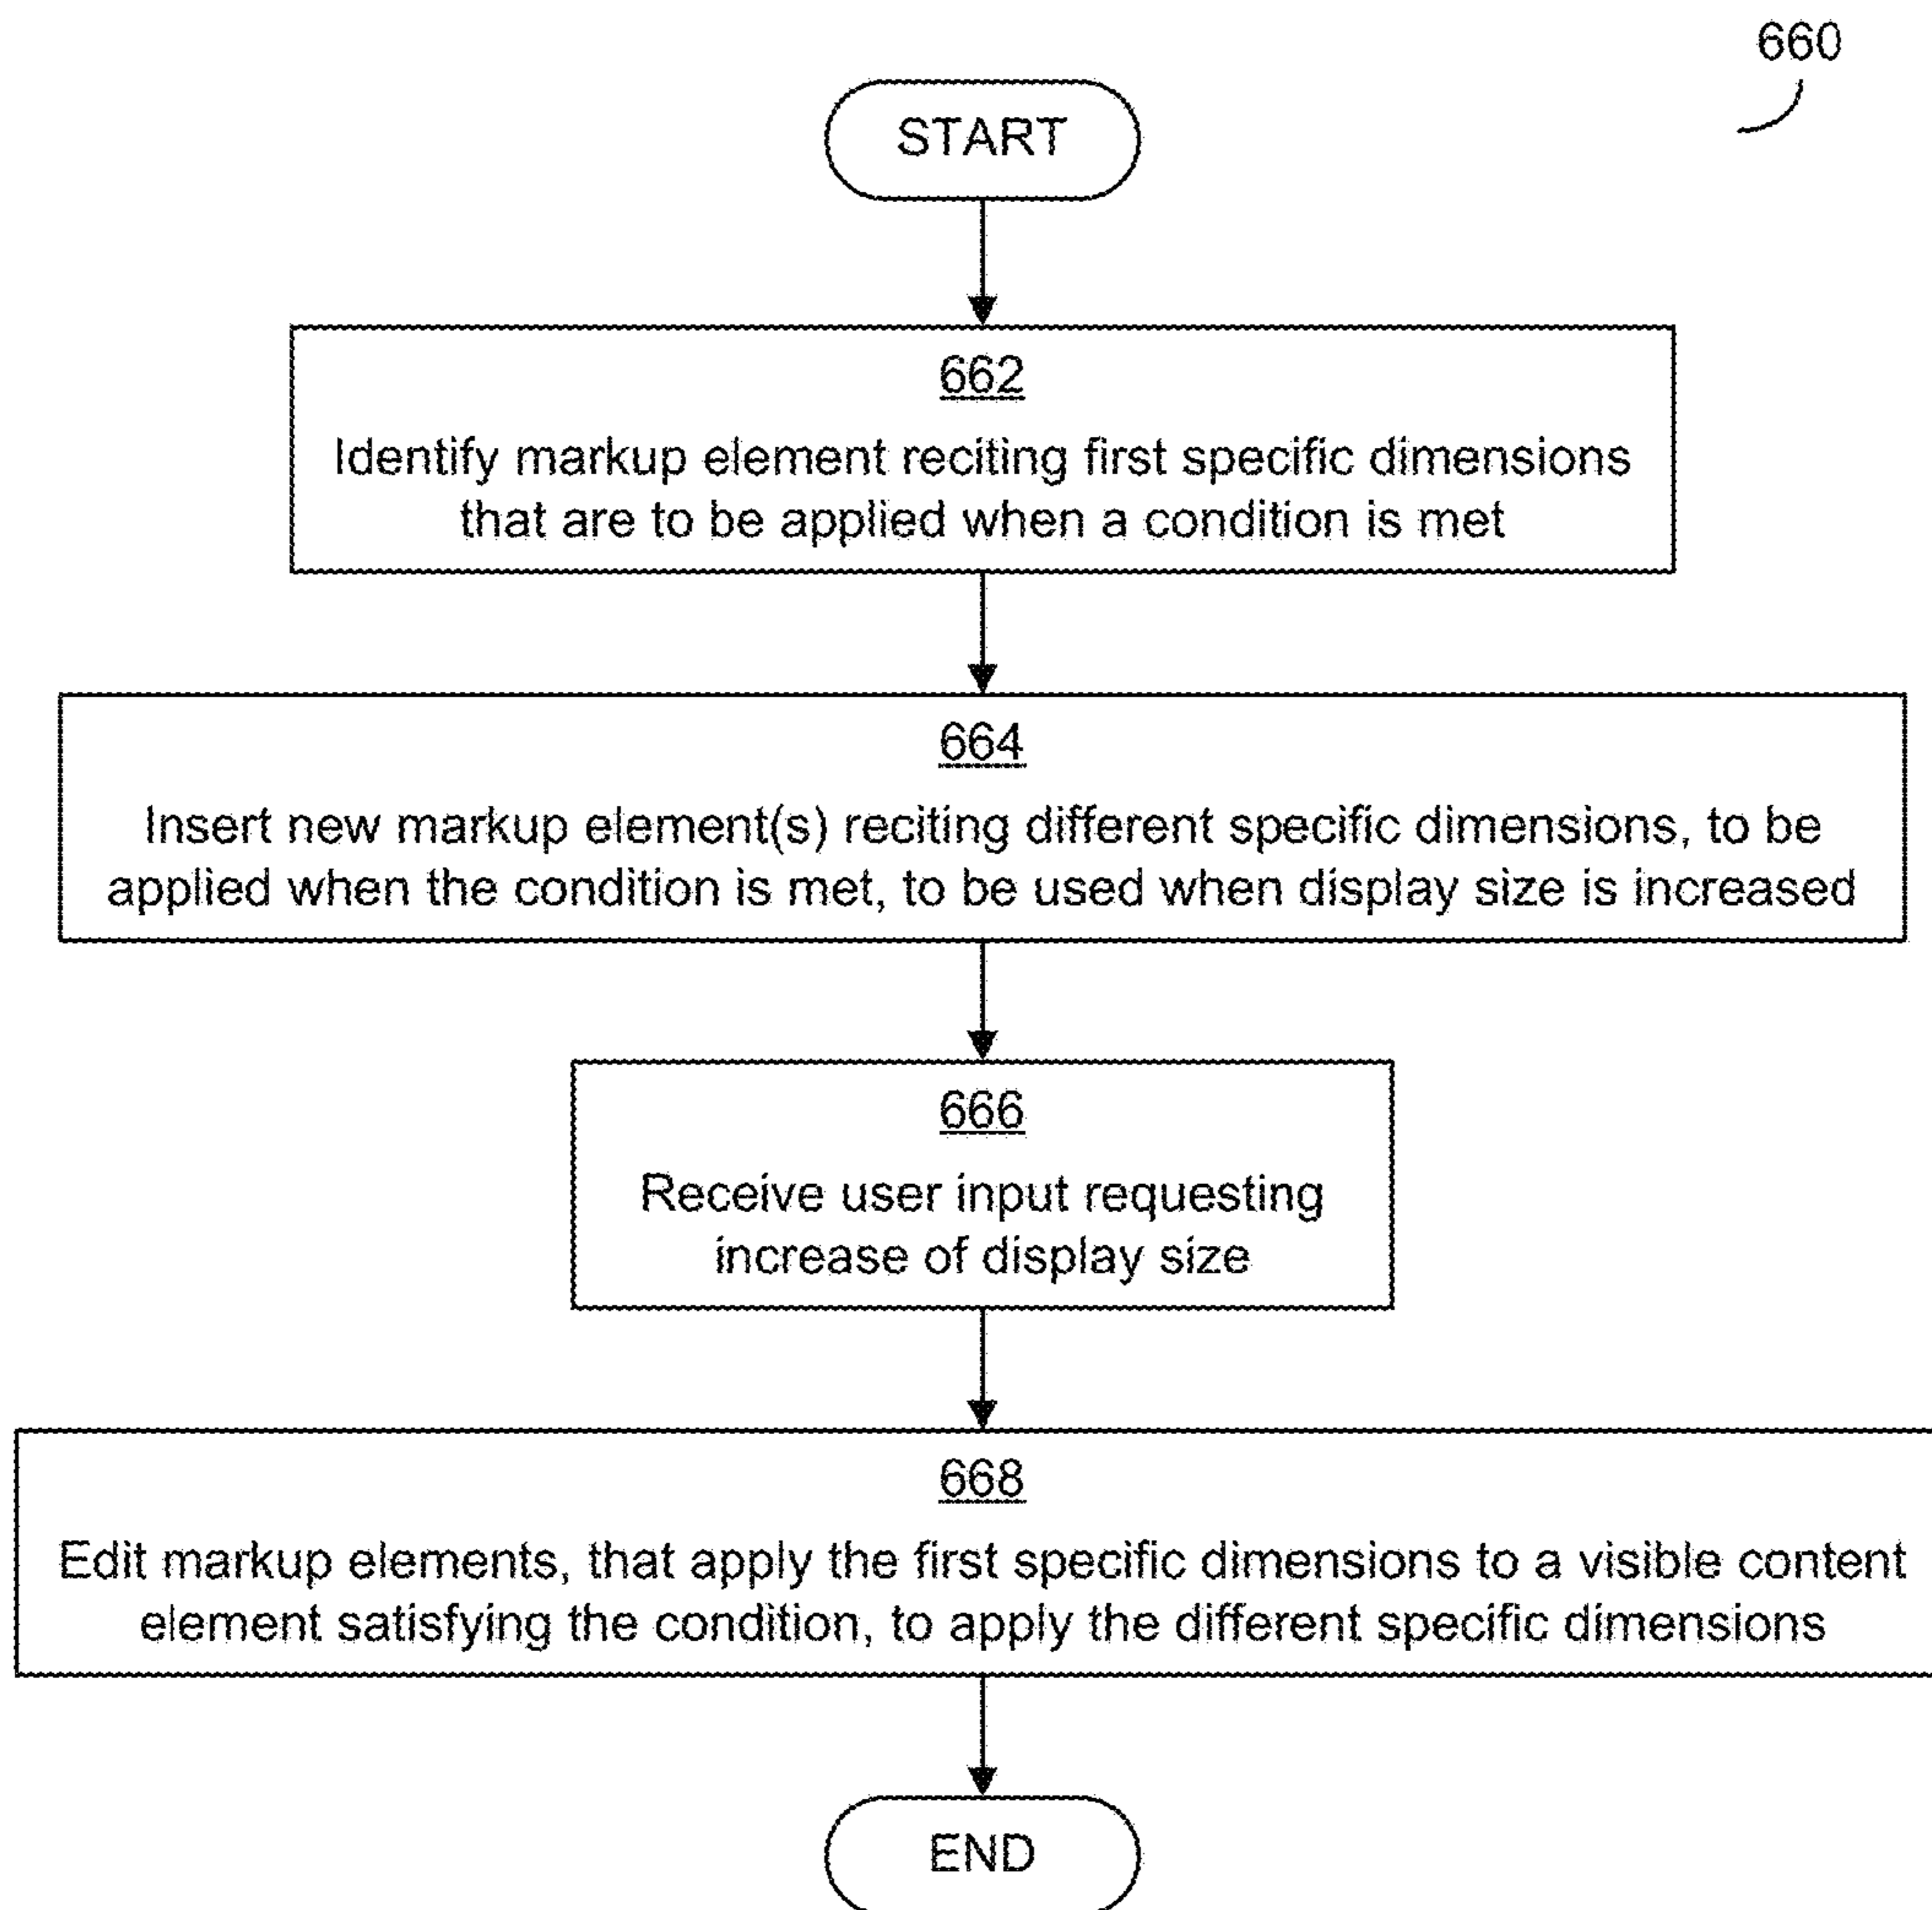 660
START
662
Identify markup element reciting first specific dimensions
that are to be applied when a condition is met
664
Insert new markup element(s) reciting different specific dimensions, to be
applied when the condition is met, to be used when display size is increased
666
Receive user input requesting
increase of display size
668
Edit markup elements, that apply the first specific dimensions to a visible content
element satisfying the condition, to apply the different specific dimensions
END